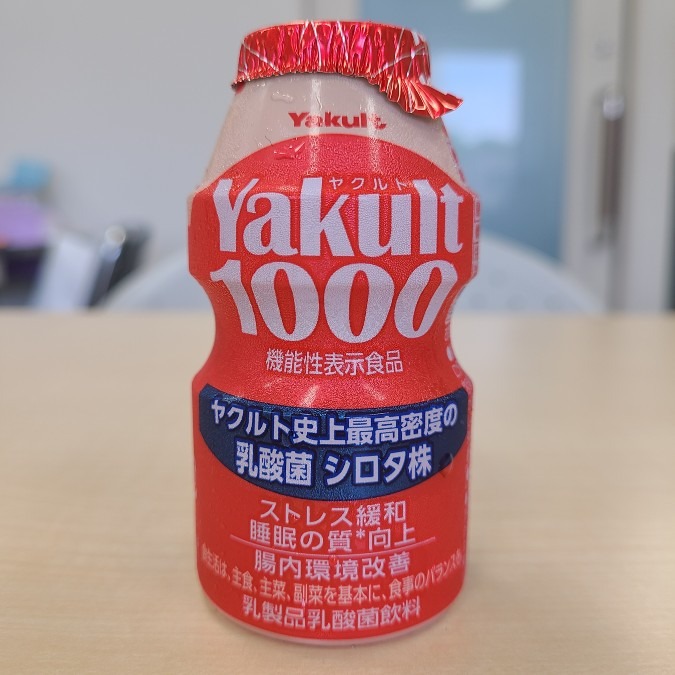 Yakult
ヤクルト
Yakult
1000
機能性表示食品
ヤクルト史上最高密度の
乳酸菌 シロタ株
ストレス緩和
睡眠の質*向上
腸内環境改善
食生活は、主食、主菜、副菜を基本に、食事のバランスを。
乳製品乳酸菌飲料